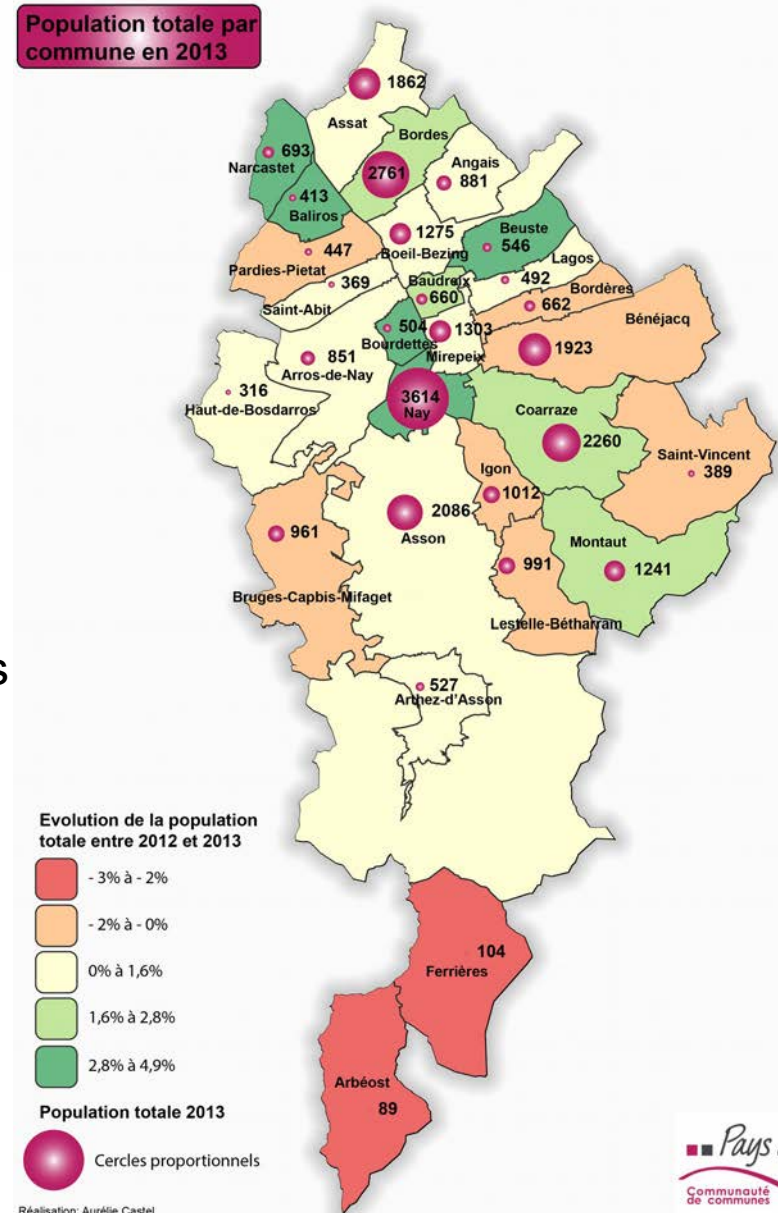 Population totale par
commune en 2013
1862
Assat
Bordes
693
Narcastet
2761
Angais
881
413
Baliros
1275
Boeil-Bezing
Beuste
546
447
Pardies-Pietat
Lagos
492
369
Saint-Abit
Baudreix
660
Bordères
662
Bénéjacq
504
Bourdettes
1303
Mirepeix
1923
851
Arros-de-Nay
316
Haut-de-Bosdarros
3614
Nay
Coarraze
2260
Saint-Vincent
389
Igon
1012
2086
Asson
961
Bruges-Capbis-Mifaget
991
Lestelle-Bétharram
Montaut
1241
s
527
Arthez-d'Asson
Evolution de la population
totale entre 2012 et 2013
- 3% à - 2%
- 2% à - 0%
0% à 1,6%
1,6% à 2,8%
2,8% à 4,9%
104
Ferrières
Arbéost
89
Population totale 2013
Cercles proportionnels
Pays
Communauté
de communes
Réalisation: Aurélie Castel